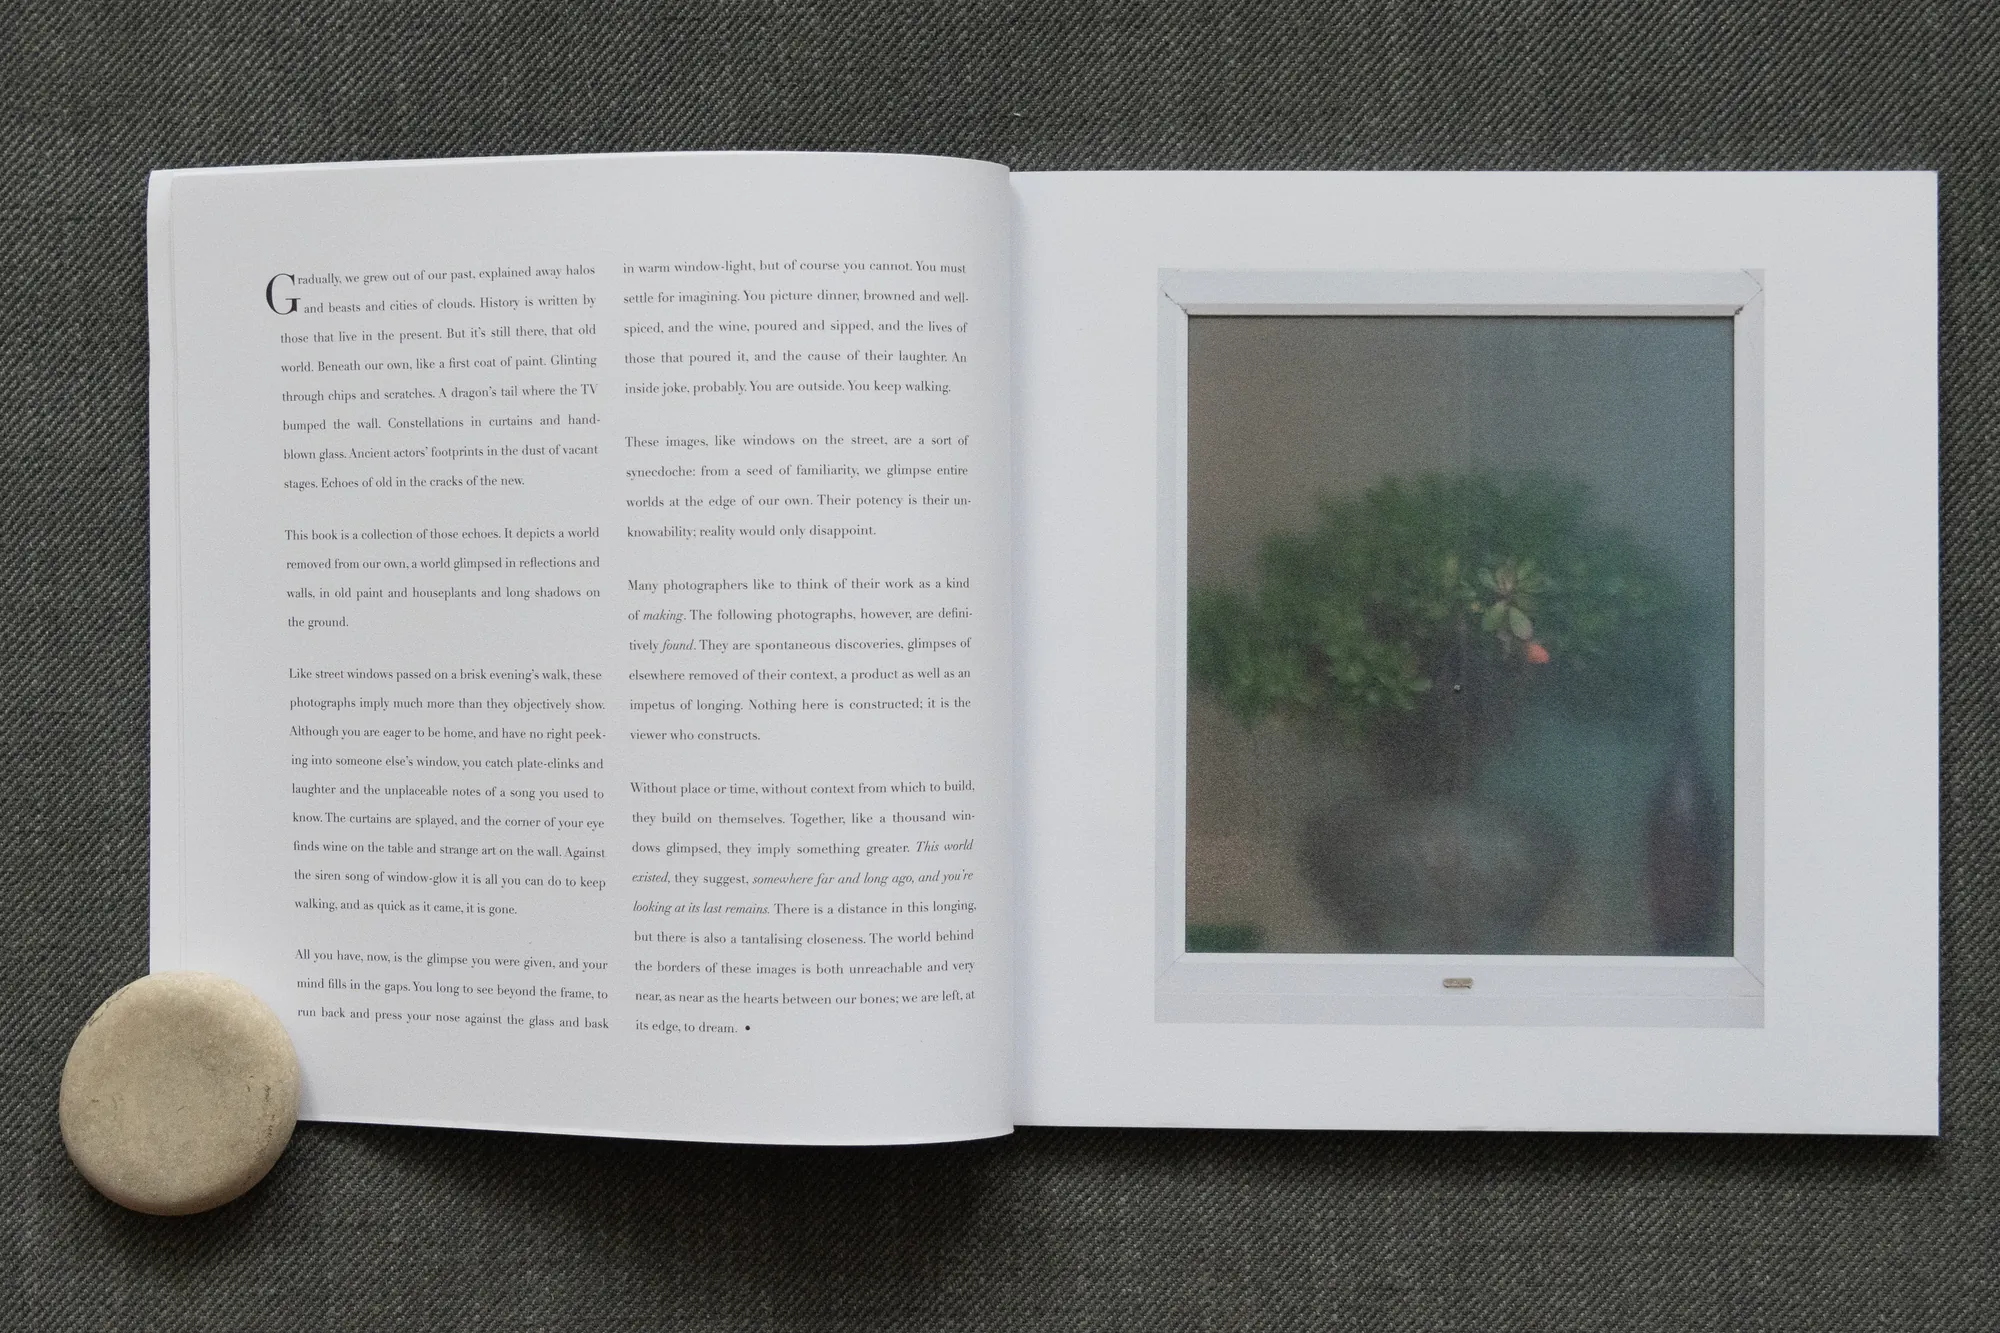 Gradually, we grew out of our past, explained away halos
and beasts and cities of clouds. History is written by
those that live in the present. But it's still there, that old
world. Beneath our own, like a first coat of paint. Glinting
through chips and scratches. A dragon's tail where the TV
bumped the wall. Constellations in curtains and hand-
blown glass. Ancient actors' footprints in the dust of vacant
stages. Echoes of old in the cracks of the new.
This book is a collection of those echoes. It depicts a world
removed from our own, a world glimpsed in reflections and
walls, in old paint and houseplants and long shadows on
the ground.
Like street windows passed on a brisk evening's walk, these
photographs imply much more than they objectively show.
Although you are eager to be home, and have no right peek-
ing into someone else's window, you catch plate-clinks and
laughter and the unplaceable notes of a song you used to
know. The curtains are splayed, and the corner of your eye
finds wine on the table and strange art on the wall. Against
the siren song of window-glow it is all you can do to keep
walking, and as quick as it came, it is gone.
All you have, now, is the glimpse you were given, and your
mind fills in the gaps. You long to see beyond the frame, to
run back and press your nose against the glass and bask
in warm window-light, but of course you cannot. You must
settle for imagining. You picture dinner, browned and well-
spiced, and the wine, poured and sipped, and the lives of
those that poured it, and the cause of their laughter. An
inside joke, probably. You are outside. You keep walking.
These images, like windows on the street, are a sort of
synecdoche: from a seed of familiarity, we glimpse entire
worlds at the edge of our own. Their potency is their un-
knowability; reality would only disappoint.
Many photographers like to think of their work as a kind
of making. The following photographs, however, are defini-
tively found. They are spontaneous discoveries, glimpses of
elsewhere removed of their context, a product as well as an
impetus of longing. Nothing here is constructed; it is the
viewer who constructs.
Without place or time, without context from which to build,
they build on themselves. Together, like a thousand win-
dows glimpsed, they imply something greater. This world
existed, they suggest, somewhere far and long ago, and you're
looking at its last remains. There is a distance in this longing,
but there is also a tantalising closeness. The world behind
the borders of these images is both unreachable and very
near, as near as the hearts between our bones; we are left, at
its edge, to dream. •